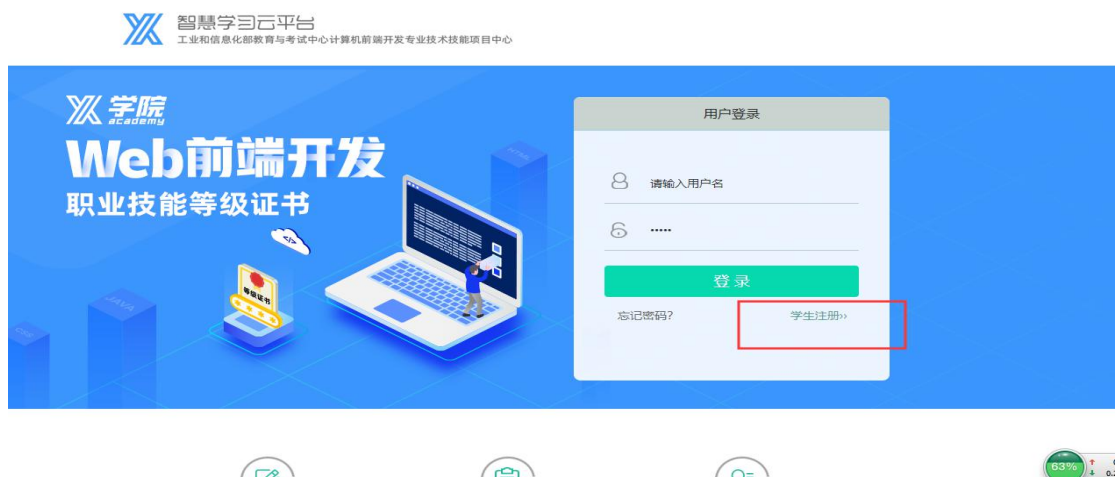 智慧学习云平台
工业和信息化部教育与考试中心计算机前端开发专业技术技能项目中心
学院
academy
Web前端开发
职业技能等级证书
HTML
</>
等级证书
JAVA
CSS
用户登录
请输入用户名
•••••
登 录
忘记密码?
学生注册››
63%